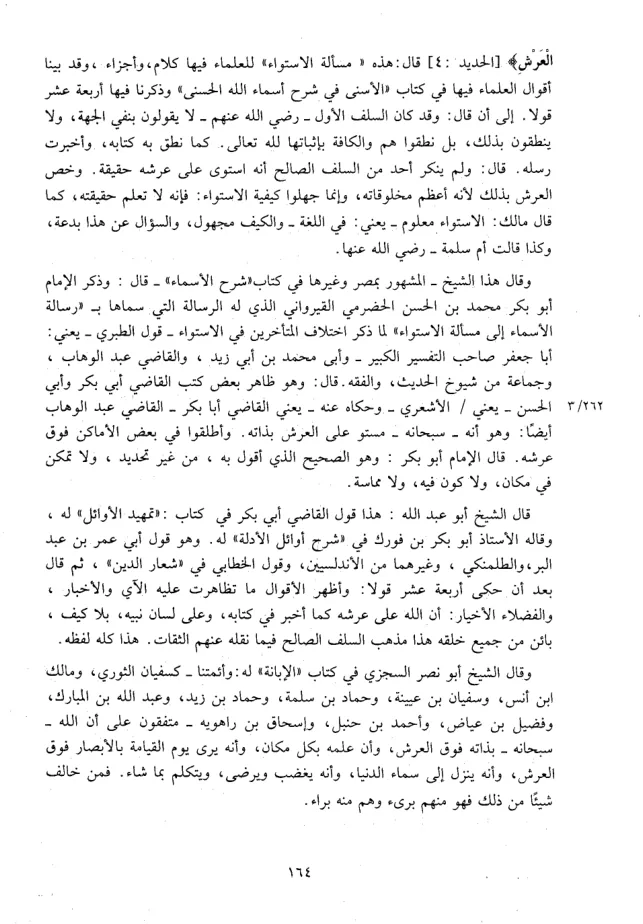 الْعَرْشِ﴾ [الحديد :٤] قال:هذه « مسألة الاستواء» للعلماء فيها كلام،وأجزاء ،وقد بينا
أقوال العلماء فيها في كتاب «الأسنى في شرح أسماء الله الحسنى» وذكرنا فيها أربعة عشر
قولا. إلى أن قال: وقد كان السلف الأول ـ رضي الله عنهم ـ لا يقولون بنفي الجهة، ولا
ينطقون بذلك، بل نطقوا هم والكافة بإثباتها لله تعالى. كما نطق به كتابه، وأخبرت
رسله. قال: ولم ينكر أحد من السلف الصالح أنه استوى على عرشه حقيقة. وخص
العرش بذلك لأنه أعظم مخلوقاته، وإنما جهلوا كيفية الاستواء: فإنه لا تعلم حقيقته، كما
قال مالك: الاستواء معلوم ـ يعني: في اللغة ـ والكيف مجهول، والسؤال عن هذا بدعة،
وكذا قالت أم سلمة ـ رضي الله عنها.
وقال هذا الشيخ ـ المشهور بمصر وغيرها في كتاب«شرح الأسماء» ـ قال : وذكر الإمام
أبو بكر محمد بن الحسن الحضرمي القيرواني الذي له الرسالة التي سماها بـ «رسالة
الأسماء إلى مسألة الاستواء» لما ذكر اختلاف المتأخرين في الاستواء ـ قول الطبري ـ يعني:
أبا جعفر صاحب التفسير الكبير ـ وأبى محمد بن أبي زيد ، والقاضي عبد الوهاب ،
وجماعة من شيوخ الحديث، والفقه.قال: وهو ظاهر بعض كتب القاضي أبي بكر وأبي
٣/٢٦٢ الحسن ـ يعني / الأشعري ـ وحكاه عنه ـ يعني القاضي أبا بكر ـ القاضي عبد الوهاب
أيضًا: وهو أنه ـ سبحانه ـ مستو على العرش بذاته. وأطلقوا في بعض الأماكن فوق
عرشه. قال الإمام أبو بكر : وهو الصحيح الذي أقول به ، من غير تحديد ، ولا تمكن
في مكان، ولا كون فيه، ولا مماسة.
قال الشيخ أبو عبد الله : هذا قول القاضي أبي بكر في كتاب :«تمهيد الأوائل» له ،
وقاله الأستاذ أبو بكر بن فورك في «شرح أوائل الأدلة» له. وهو قول أبي عمر بن عبد
البر،والطلمنكي ، وغيرهما من الأندلسيين، وقول الخطابي في «شعار الدين» ، ثم قال
بعد أن حكى أربعة عشر قولا: وأظهر الأقوال ما تظاهرت عليه الآي والأخبار ،
والفضلاء الأخيار: أن الله على عرشه كما أخبر في كتابه، وعلى لسان نبيه، بلا كيف ،
بائن من جميع خلقه هذا مذهب السلف الصالح فيما نقله عنهم الثقات. هذا كله لفظه.
وقال الشيخ أبو نصر السجزي في كتاب «الإبانة» له:وأئمتنا ـ كسفيان الثوري، ومالك
ابن أنس، وسفيان بن عيينة، وحماد بن سلمة، وحماد بن زيد، وعبد الله بن المبارك،
وفضيل بن عياض، وأحمد بن حنبل، وإسحاق بن راهويه ـ متفقون على أن الله ـ
سبحانه ـ بذاته فوق العرش، وأن علمه بكل مكان، وأنه يرى يوم القيامة بالأبصار فوق
العرش، وأنه ينزل إلى سماء الدنيا، وأنه يغضب ويرضى، ويتكلم بما شاء. فمن خالف
شيئًا من ذلك فهو منهم برىء وهم منه براء.
١٦٤